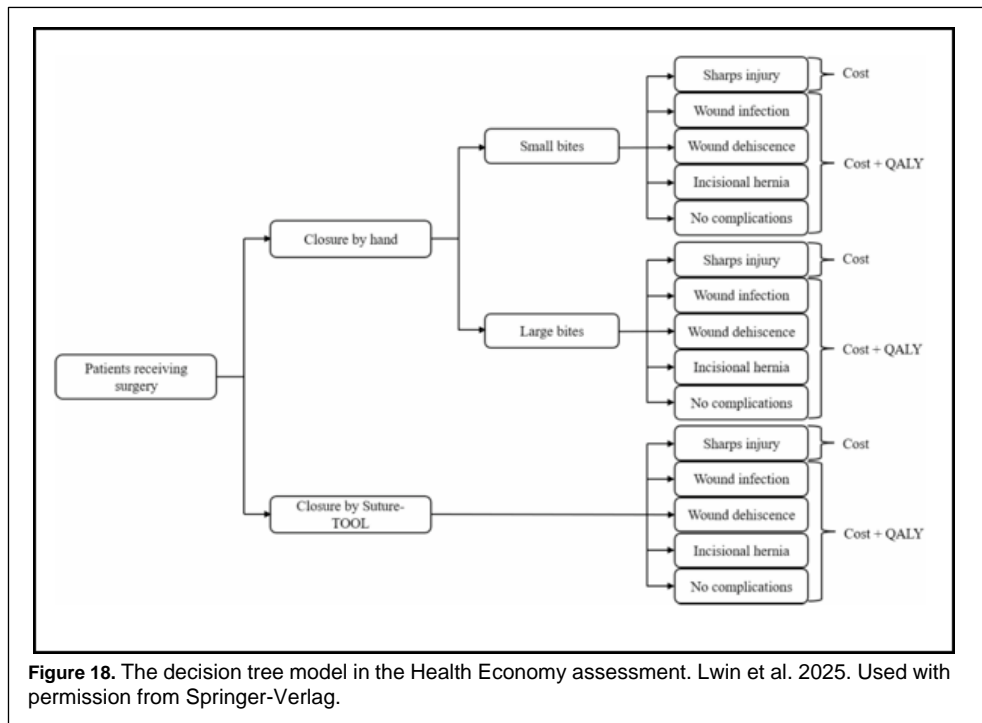 Sharps injury
Cost
Wound infection
Small bites
Wound dehiscence
Cost + QALY
Incisional hernia
No complications
Closure by hand
Sharps injury
Cost
Wound infection
Large bites
Wound dehiscence
Cost + QALY
Incisional hernia
No complications
Patients receiving
surgery
Sharps injury
Cost
Wound infection
Closure by Suture-
TOOL
Wound dehiscence
Cost + QALY
Incisional hernia
No complications
Figure 18. The decision tree model in the Health Economy assessment. Lwin et al. 2025. Used with
permission from Springer-Verlag.